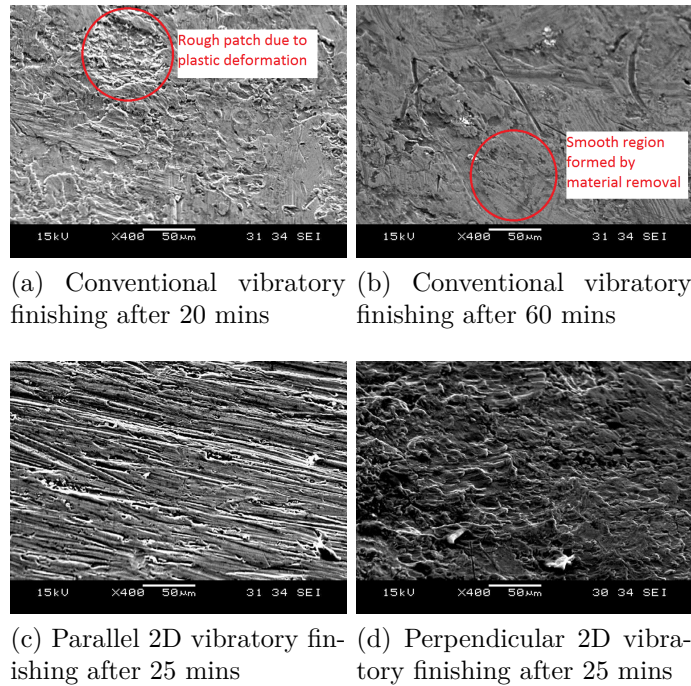 Rough patch due to
plastic deformation
15kV X400 50µm 31 34 SEI
Smooth region
formed by
material removal
15kV X400 50µm 31 34 SEI
(a) Conventional vibratory
finishing after 20 mins
(b) Conventional vibratory
finishing after 60 mins
15kV X400 50µm 31 34 SEI
30 34 SEI
15kV X400 50µm
(c) Parallel 2D vibratory fin-
ishing after 25 mins
(d) Perpendicular 2D vibra-
tory finishing after 25 mins